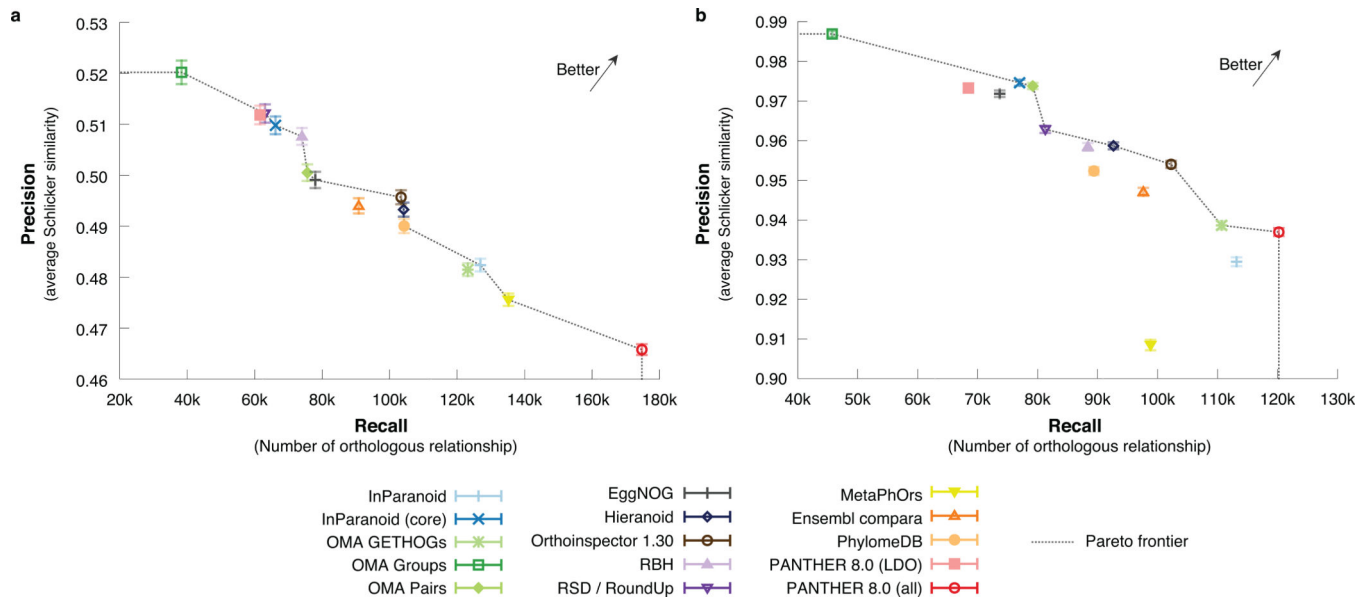 a
0.53
0.52
0.51
0.50
0.49
0.48
0.47
0.46
Precision
(average Schlicker similarity)
Better
20k 40k 60k 80k 100k 120k 140k 160k 180k
Recall
(Number of orthologous relationship)
b
0.99
0.98
0.97
0.96
0.95
0.94
0.93
0.92
0.91
0.90
Precision
(average Schlicker similarity)
Better
40k 50k 60k 70k 80k 90k 100k 110k 120k 130k
Recall
(Number of orthologous relationship)
InParanoid
InParanoid (core)
OMA GETHOGs
OMA Groups
OMA Pairs
EggNOG
Hieranoid
Orthoinspector 1.30
RBH
RSD / RoundUp
MetaPhOrs
Ensembl compara
PhylomeDB
PANTHER 8.0 (LDO)
PANTHER 8.0 (all)
Pareto frontier